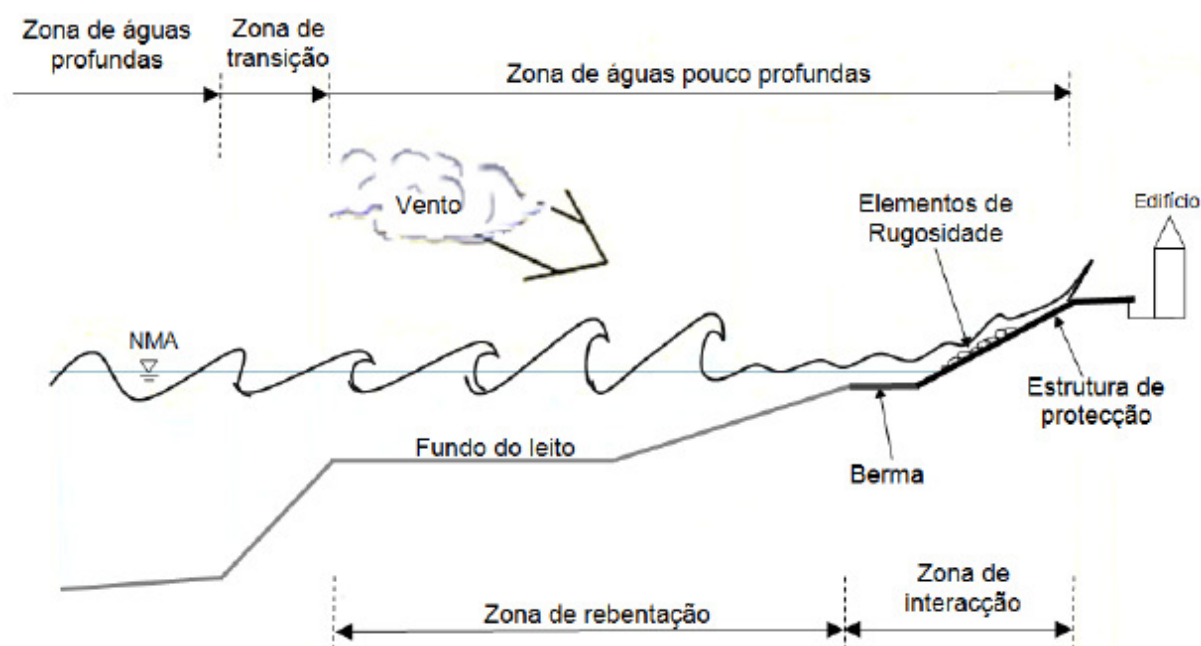 Zona de águas
profundas
Zona de
transição
Zona de águas pouco profundas
Vento
Elementos de
Rugosidade
Edifício
NMA
Estrutura de
protecção
Fundo do leito
Berma
Zona de rebentação
Zona de
interacção